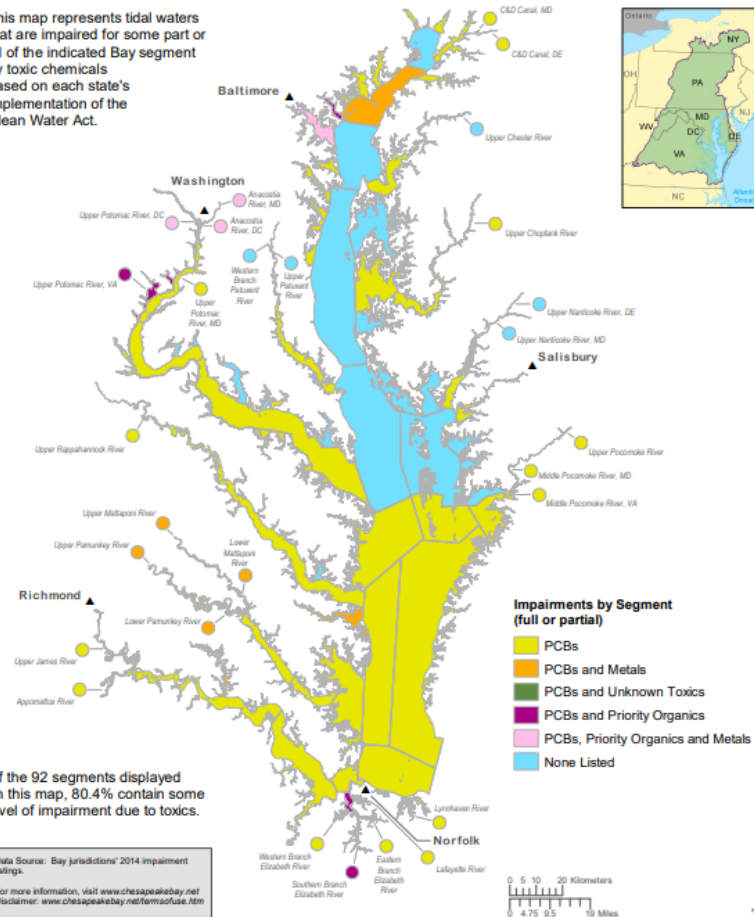 his map represents tidal waters
at are impaired for some part or
l of the indicated Bay segment
y toxic chemicals
ased on each state's
mplementation of the
lean Water Act.
C&D Canal, MD
C&D Canal, DE
Baltimore
Upper Chester River
Ontario
NY
OH
PA
NJ
MD
WV
DC
DE
VA
NC
Atlantic
Ocean
Washington
Anacostia
River, MD
Upper Potomac River, DC
Anacostia
River, DC
Upper Choptank River
Western
Branch
Patuxent
River
Upper
Patuxent
River
Upper Potomac River, VA
Upper
Potomac
River, MD
Upper Nanticoke River, DE
Upper Nanticoke River, MD
Salisbury
Upper Rappahannock River
Upper Pocomoke River
Middle Pocomoke River, MD
Middle Pocomoke River, VA
Upper Mattaponi River
Upper Pamunkey River
Lower
Mattaponi
River
Richmond
Lower Pamunkey River
Upper James River
Appomattox River
Impairments by Segment
(full or partial)
PCBs
PCBs and Metals
PCBs and Unknown Toxics
PCBs and Priority Organics
PCBs, Priority Organics and Metals
None Listed
f the 92 segments displayed
n this map, 80.4% contain some
vel of impairment due to toxics.
Lynnhaven River
Norfolk
Western Branch
Elizabeth River
Eastern
Branch
Elizabeth
River
Lafayette River
Southern Branch
Elizabeth River
ata Source: Bay jurisdictions' 2014 impairment
stings.
or more information, visit www.chesapeakebay.net
isclaimer: www.chesapeakebay.net/termsofuse.htm
0 5 10 20 Kilometers
0 4.75 9.5 19 Miles